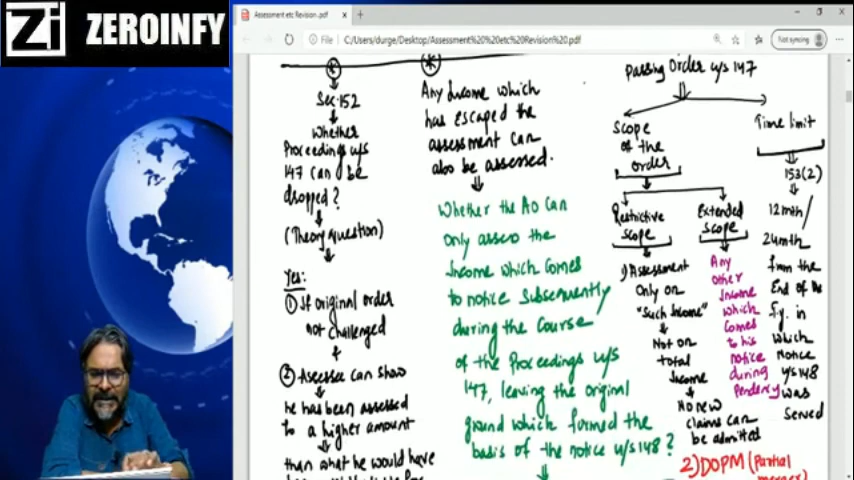 Zi ZEROINFY
Assessment etc Revision .pdf
File C:/Users/durge/Desktop/Assessment%20%20etc%20Revision%20.pdf
Not syncing
Sec. 152
Whether
Proceedings u/s
147 can be
dropped?
(Theory question)
Yes:
① If original order
not challenged
+
② Assessee can show
he has been assessed
to a higher amount
than what he would have
Any Income which
has escaped the
assessment can
also be assessed.
Whether the AO can
only assess the
Income which comes
to notice subsequently
during the course
of the Proceedings u/s
147, leaving the original
ground which formed the
basis of the notice u/s 148?
Passing order u/s 147
Scope
of the
order
Restrictive
scope
1) Assessment
only on
"such income"
Not on
total
Income
No new
claims can
be admitted
2) DOPM (Partial
merger)
Extended
scope
Any
other
Income
which
comes
to his
notice
during
Pendency
Time limit
153(2)
12mth/
24mth
from the
End of the
f.y. in
which
Notice
u/s 148
was
served